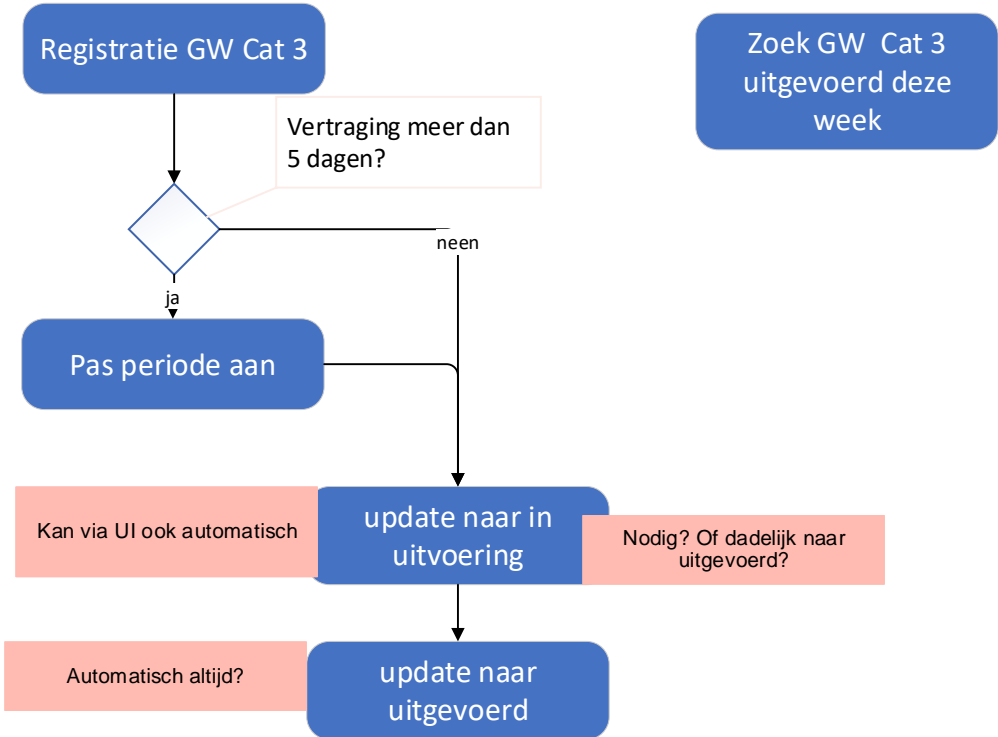 Registratie GW Cat 3
Zoek GW  Cat 3
uitgevoerd deze
week
Vertraging meer dan
5 dagen?
neen
ja
Pas periode aan
Kan via UI ook automatisch
update naar in
uitvoering
Nodig? Of dadelijk naar
uitgevoerd?
Automatisch altijd?
update naar
uitgevoerd